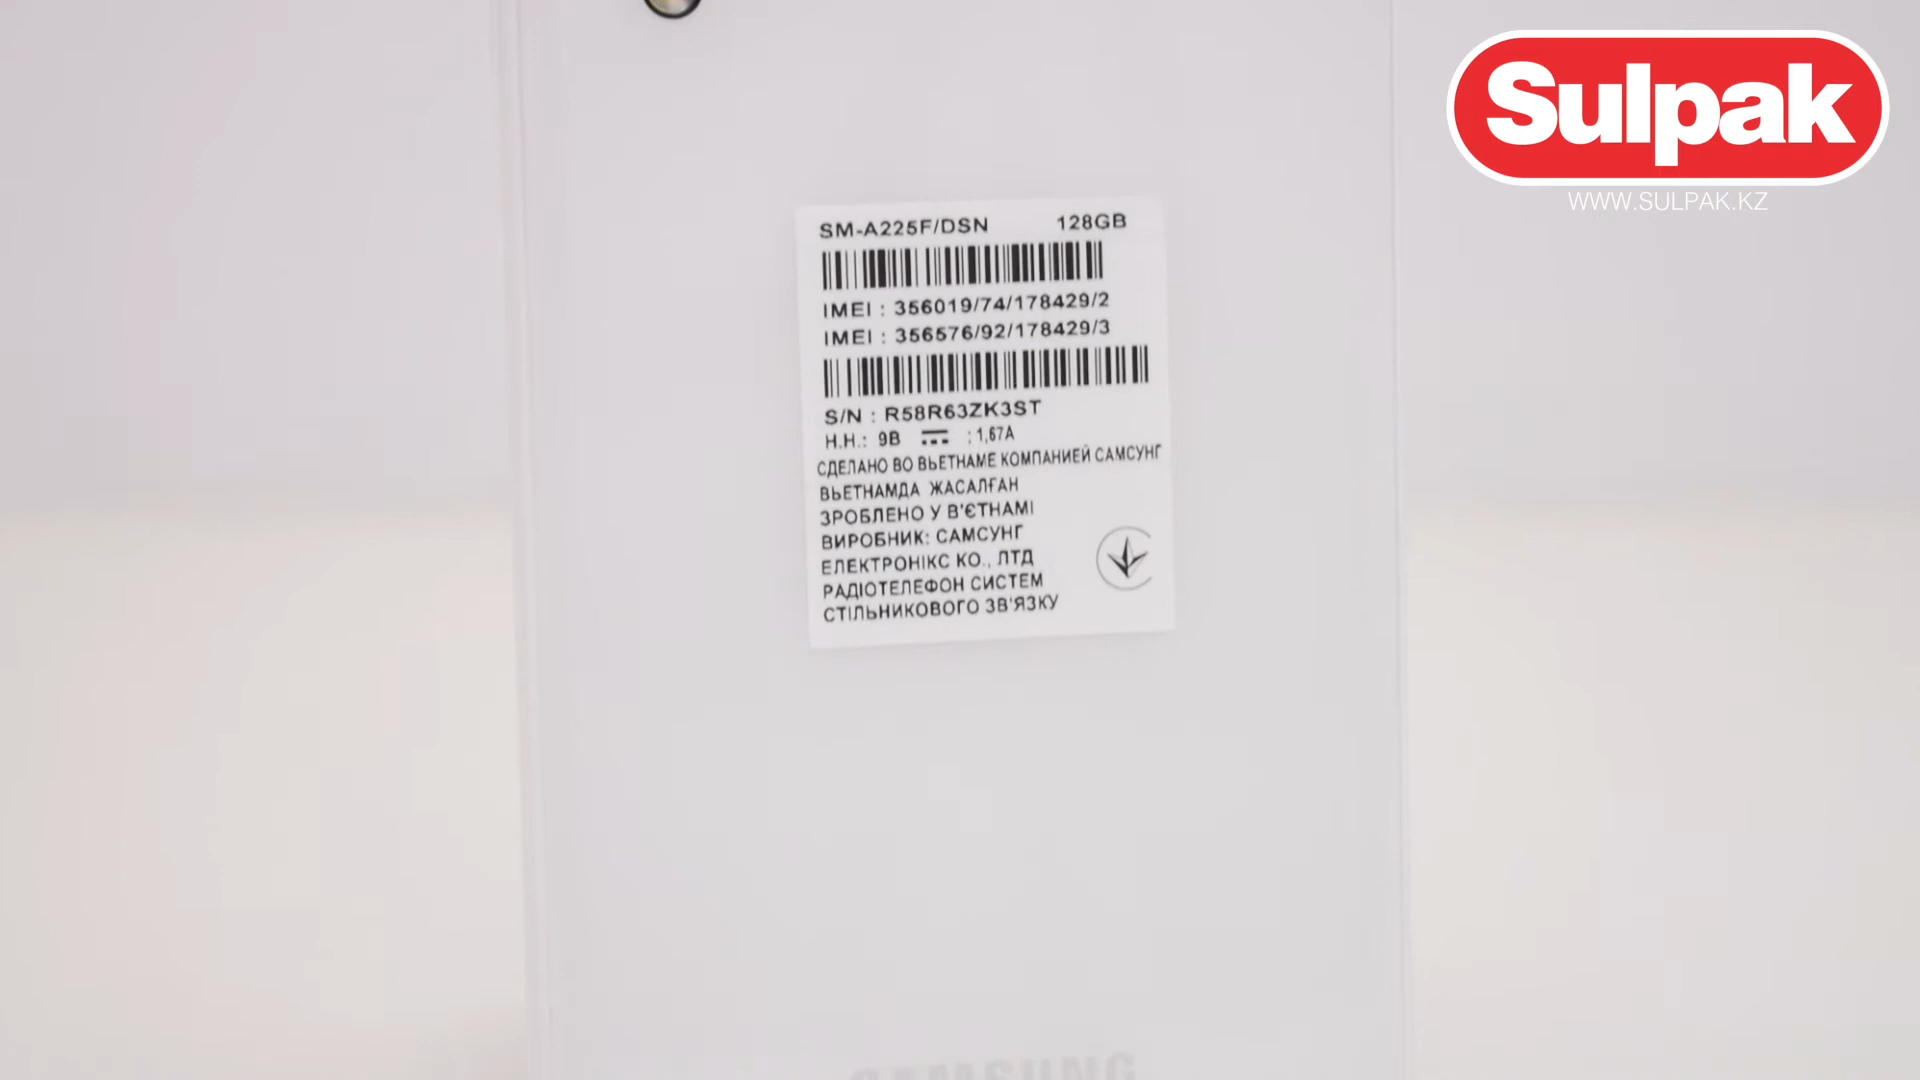 Sulpak
WWW.SULPAK.KZ
SM-A225F/DSN 128GB
IMEI : 356019/74/178429/2
IMEI : 356576/92/178429/3
S/N : R58R63ZK3ST
Н.Н.: 9В : 1,67А
СДЕЛАНО ВО ВЬЕТНАМЕ КОМПАНИЕЙ САМСУНГ
ВЬЕТНАМДА ЖАСАЛҒАН
ЗРОБЛЕНО У В'ЄТНАМІ
ВИРОБНИК: САМСУНГ
ЕЛЕКТРОНІКС КО., ЛТД
РАДІОТЕЛЕФОН СИСТЕМ
СТІЛЬНИКОВОГО ЗВ'ЯЗКУ
SAMSUNG